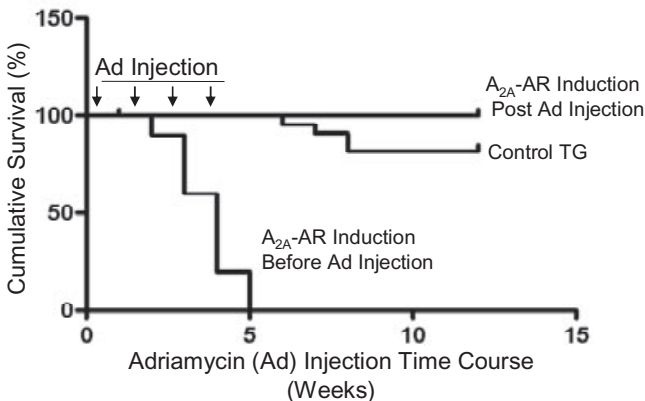 150
Ad Injection
A2A-AR Induction
Post Ad Injection
100
Control TG
Cumulative Survival (%)
50
A2A-AR Induction
Before Ad Injection
0
0 5 10 15
Adriamycin (Ad) Injection Time Course
(Weeks)